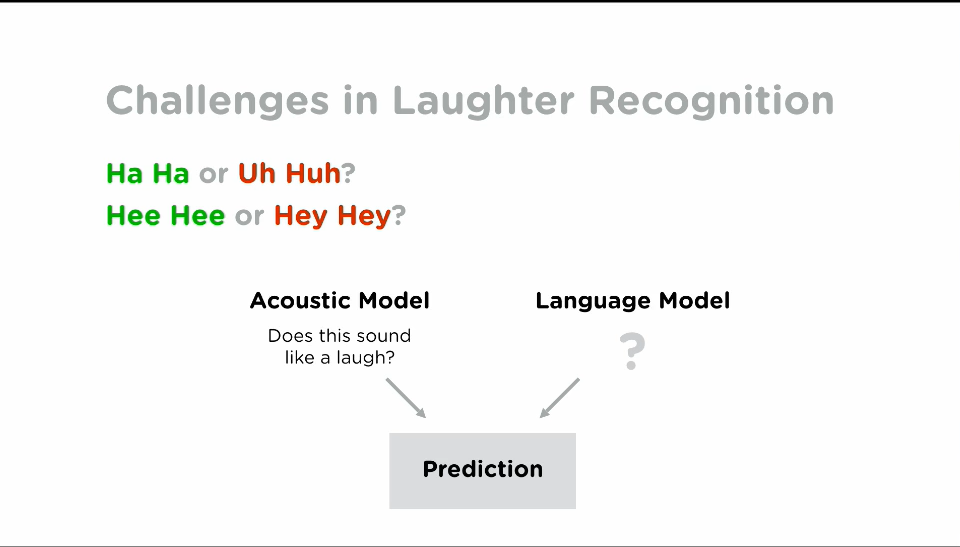 Challenges in Laughter Recognition
Ha Ha or Uh Huh?
Hee Hee or Hey Hey?
Acoustic Model
Language Model
Does this sound
like a laugh?
?
Prediction